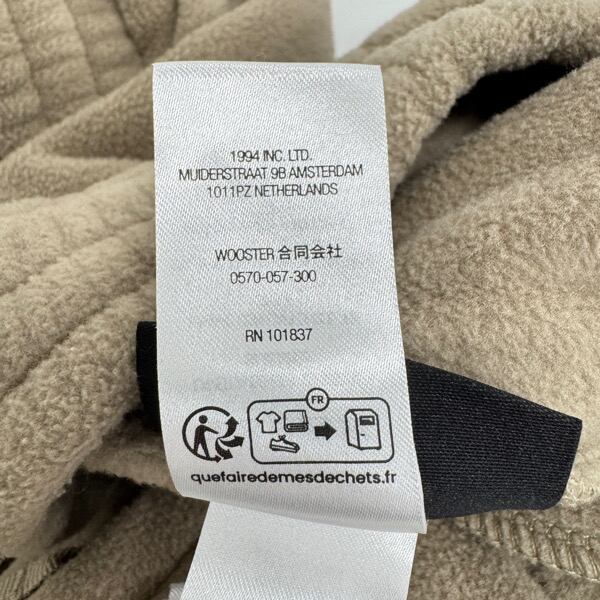 1994 INC. LTD.
MUIDERSTRAAT 9B AMSTERDAM
1011PZ NETHERLANDS
WOOSTER 合同会社
0570-057-300
RN 101837
FR
quefairedemesdechets.fr